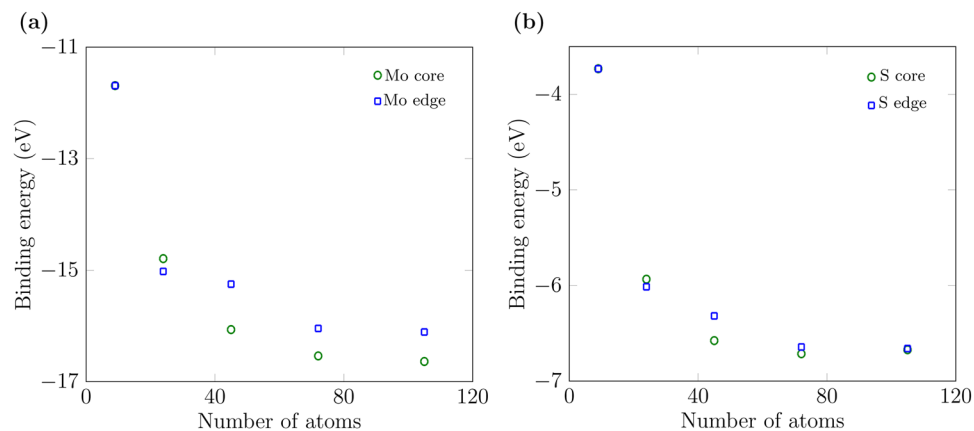 (a)
Binding energy (eV)
−11
−13
−15
−17
0
40
80
120
Number of atoms
Mo core
Mo edge
(b)
Binding energy (eV)
−4
−5
−6
−7
0
40
80
120
Number of atoms
S core
S edge